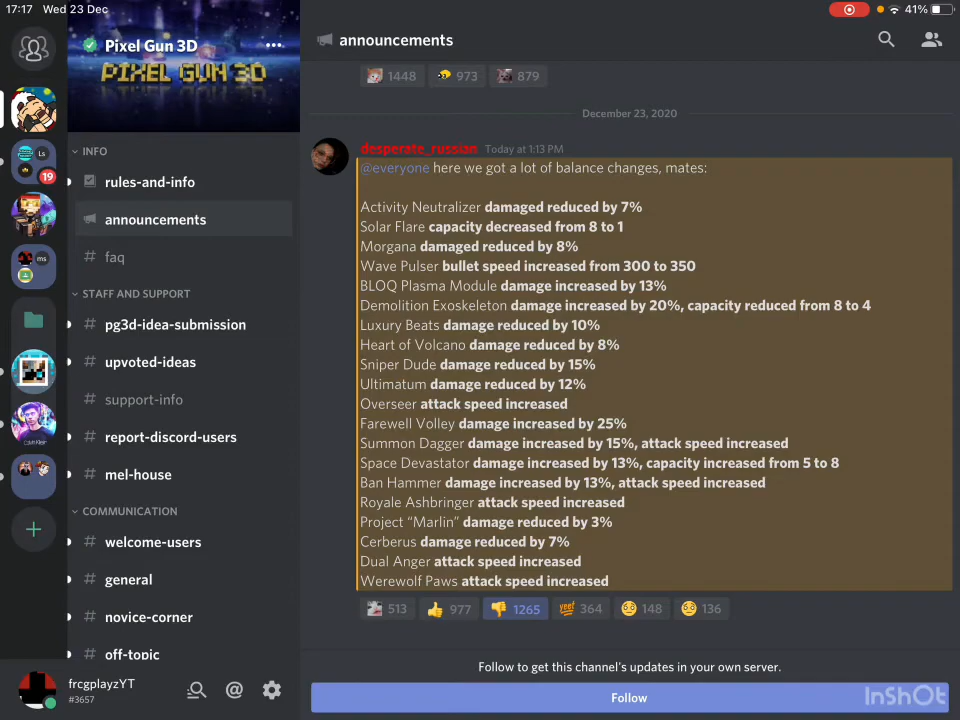 17:17 Wed 23 Dec
41%
Pixel Gun 3D
PIXEL GUN 3D
INFO
rules-and-info
announcements
faq
STAFF AND SUPPORT
pg3d-idea-submission
upvoted-ideas
support-info
report-discord-users
mel-house
COMMUNICATION
welcome-users
general
novice-corner
off-topic
Ls
19
ms
frcgplayzYT
#3657
announcements
1448 973 879
December 23, 2020
desperate_russian Today at 1:13 PM
@everyone here we got a lot of balance changes, mates:
Activity Neutralizer damaged reduced by 7%
Solar Flare capacity decreased from 8 to 1
Morgana damaged reduced by 8%
Wave Pulser bullet speed increased from 300 to 350
BLOQ Plasma Module damage increased by 13%
Demolition Exoskeleton damage increased by 20%, capacity reduced from 8 to 4
Luxury Beats damage reduced by 10%
Heart of Volcano damage reduced by 8%
Sniper Dude damage reduced by 15%
Ultimatum damage reduced by 12%
Overseer attack speed increased
Farewell Volley damage increased by 25%
Summon Dagger damage increased by 15%, attack speed increased
Space Devastator damage increased by 13%, capacity increased from 5 to 8
Ban Hammer damage increased by 13%, attack speed increased
Royale Ashbringer attack speed increased
Project “Marlin” damage reduced by 3%
Cerberus damage reduced by 7%
Dual Anger attack speed increased
Werewolf Paws attack speed increased
513 977 1265 yeet 364 148 136
Follow to get this channel's updates in your own server.
Follow
InShOt